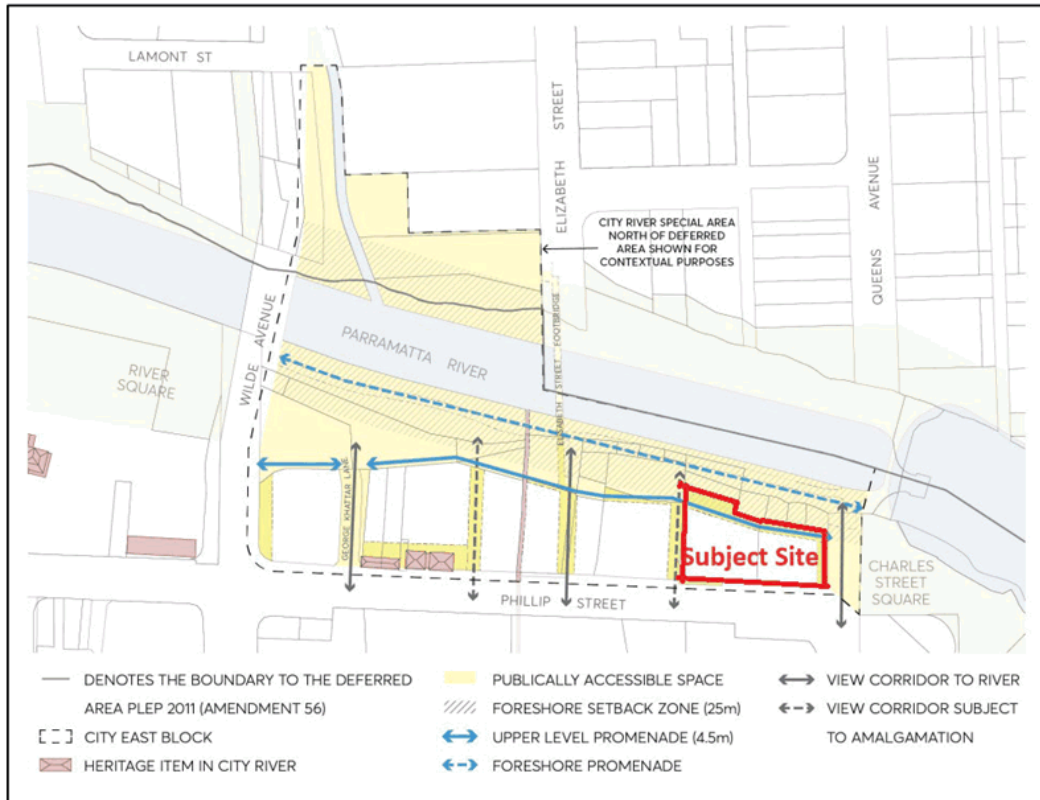 LAMONT ST
ELIZABETH STREET
QUEENS AVENUE
CITY RIVER SPECIAL AREA
NORTH OF DEFERRED
AREA SHOWN FOR
CONTEXTUAL PURPOSES
WILDE AVENUE
PARRAMATTA RIVER
ELISABETH STREET FOOTBRIDGE
RIVER
SQUARE
GEORGE KHATTAR LANE
Subject Site
CHARLES
STREET
SQUARE
PHILLIP STREET
DENOTES THE BOUNDARY TO THE DEFERRED
AREA PLEP 2011 (AMENDMENT 56)
CITY EAST BLOCK
HERITAGE ITEM IN CITY RIVER
PUBLICALLY ACCESSIBLE SPACE
FORESHORE SETBACK ZONE (25m)
UPPER LEVEL PROMENADE (4.5m)
FORESHORE PROMENADE
VIEW CORRIDOR TO RIVER
VIEW CORRIDOR SUBJECT
TO AMALGAMATION